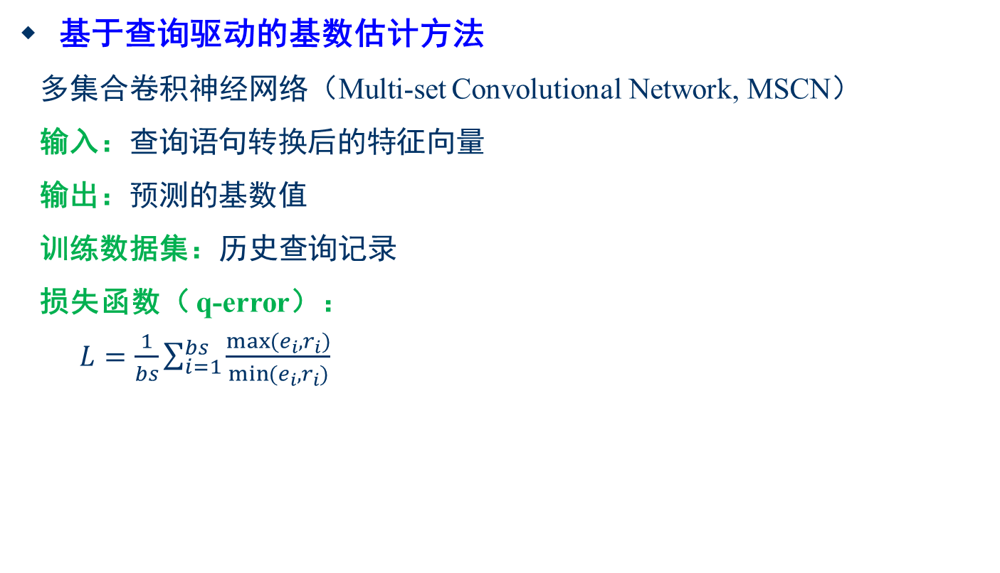 ◆ 基于查询驱动的基数估计方法
多集合卷积神经网络（Multi-set Convolutional Network, MSCN）
输入：查询语句转换后的特征向量
输出：预测的基数值
训练数据集：历史查询记录
损失函数（ q-error）：
$L = \frac{1}{bs}\sum_{i=1}^{bs}\frac{\max(e_i,r_i)}{\min(e_i,r_i)}$